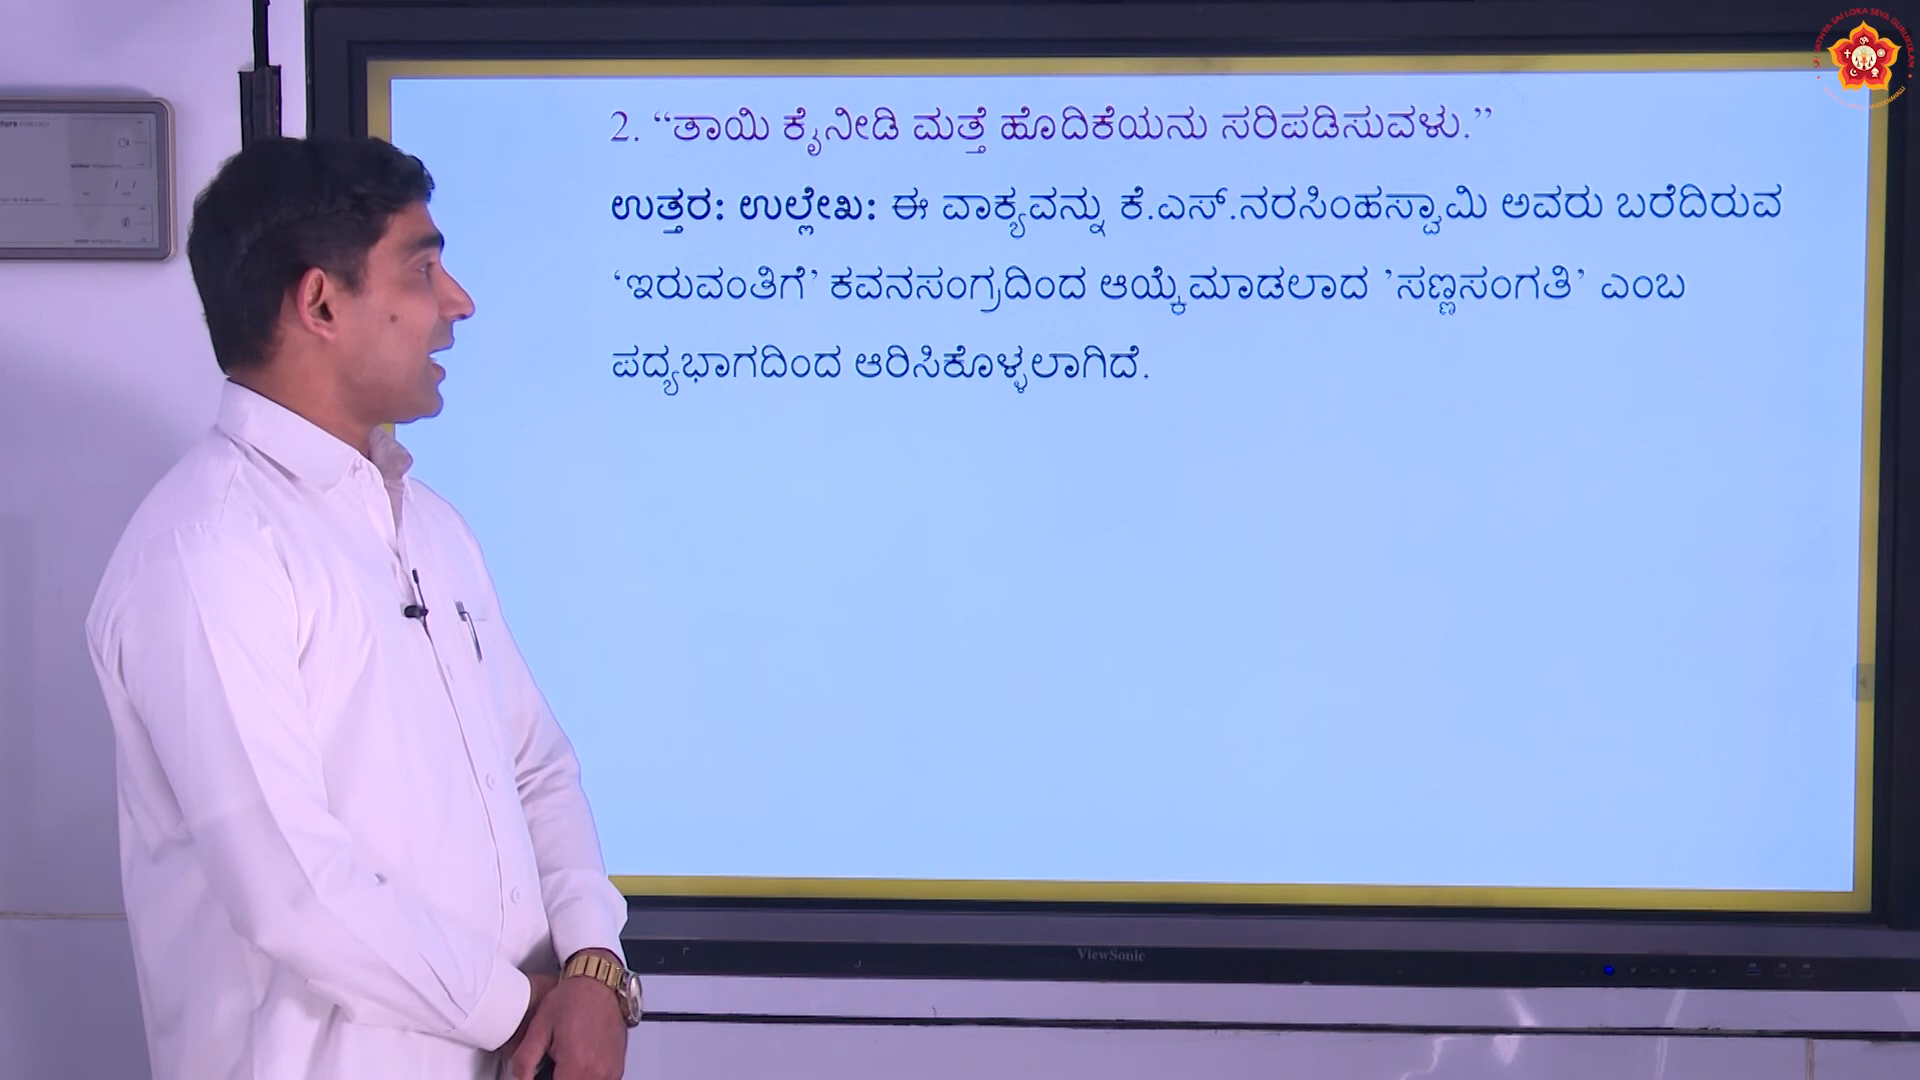 2. “ತಾಯಿ ಕೈನೀಡಿ ಮತ್ತೆ ಹೊದಿಕೆಯನು ಸರಿಪಡಿಸುವಳು.”
ಉತ್ತರ: ಉಲ್ಲೇಖ: ಈ ವಾಕ್ಯವನ್ನು ಕೆ.ಎಸ್.ನರಸಿಂಹಸ್ವಾಮಿ ಅವರು ಬರೆದಿರುವ
‘ಇರುವಂತಿಗೆ’ ಕವನಸಂಗ್ರದಿಂದ ಆಯ್ಕೆಮಾಡಲಾದ ’ಸಣ್ಣಸಂಗತಿ’ ಎಂಬ
ಪದ್ಯಭಾಗದಿಂದ ಆರಿಸಿಕೊಳ್ಳಲಾಗಿದೆ.
ViewSonic